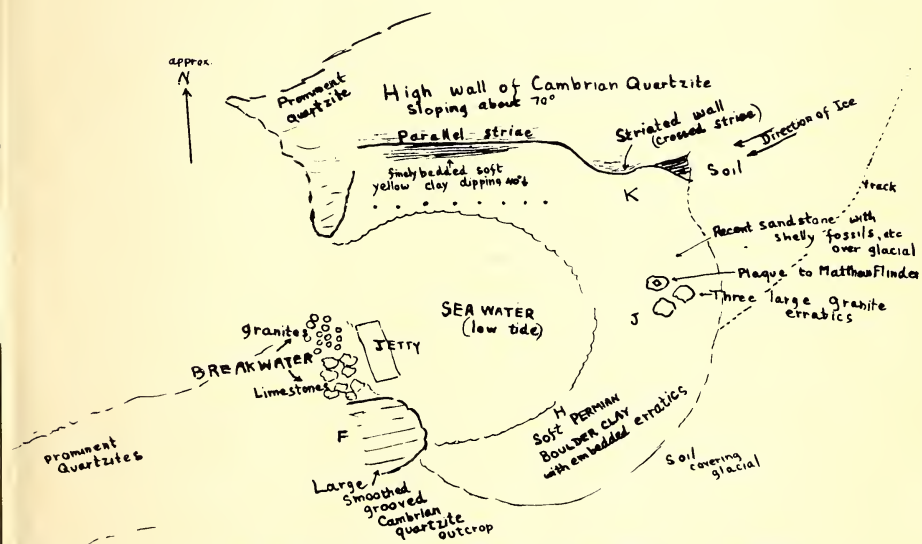 approx.
N
Prominent
quartzite
High wall of Cambrian Quartzite
Sloping about 70°
Parallel striae
finely bedded soft
yellow clay dipping 40°
Striated wall
(crossed striae)
Direction of Ice
Soil
K
track
Recent sandstone with
shelly fossils, etc
over glacial
Plaque to Matthew Flinder
Three large granite
erratics
J
SEA WATER
(low tide)
granites
JETTY
BREAKWATER
Limestones
H
Soft PERMIAN
BOULDER CLAY
with embedded erratics
F
Prominent
Quartzites
Soil
covering
glacial
Large
Smoothed
grooved
Cambrian
quartzite
outcrop